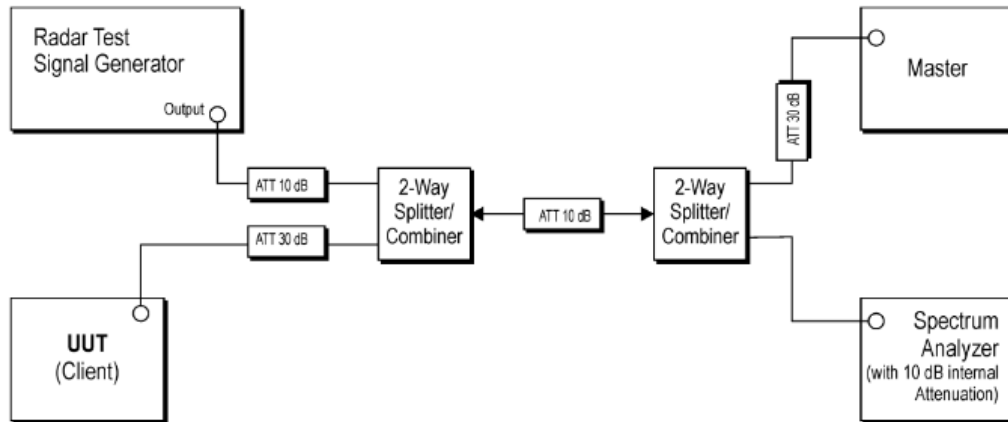 Radar Test
Signal Generator
Output
ATT 10 dB
ATT 30 dB
UUT
(Client)
2-Way
Splitter/
Combiner
ATT 10 dB
2-Way
Splitter/
Combiner
ATT 30 dB
Master
Spectrum
Analyzer
(with 10 dB internal
Attenuation)